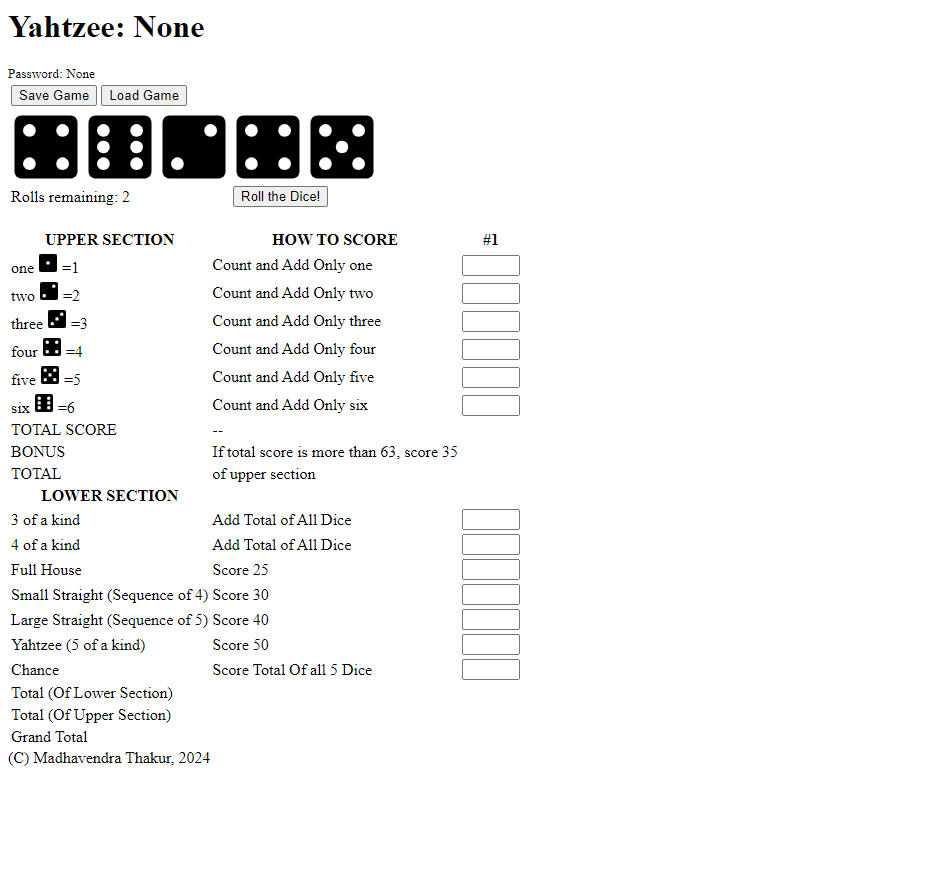 Yahtzee: None
Password: None
Save Game Load Game
Rolls remaining: 2 Roll the Dice!
UPPER SECTION HOW TO SCORE #1
one =1 Count and Add Only one
two =2 Count and Add Only two
three =3 Count and Add Only three
four =4 Count and Add Only four
five =5 Count and Add Only five
six =6 Count and Add Only six
TOTAL SCORE --
BONUS If total score is more than 63, score 35
TOTAL of upper section
LOWER SECTION
3 of a kind Add Total of All Dice
4 of a kind Add Total of All Dice
Full House Score 25
Small Straight (Sequence of 4) Score 30
Large Straight (Sequence of 5) Score 40
Yahtzee (5 of a kind) Score 50
Chance Score Total Of all 5 Dice
Total (Of Lower Section)
Total (Of Upper Section)
Grand Total
(C) Madhavendra Thakur, 2024